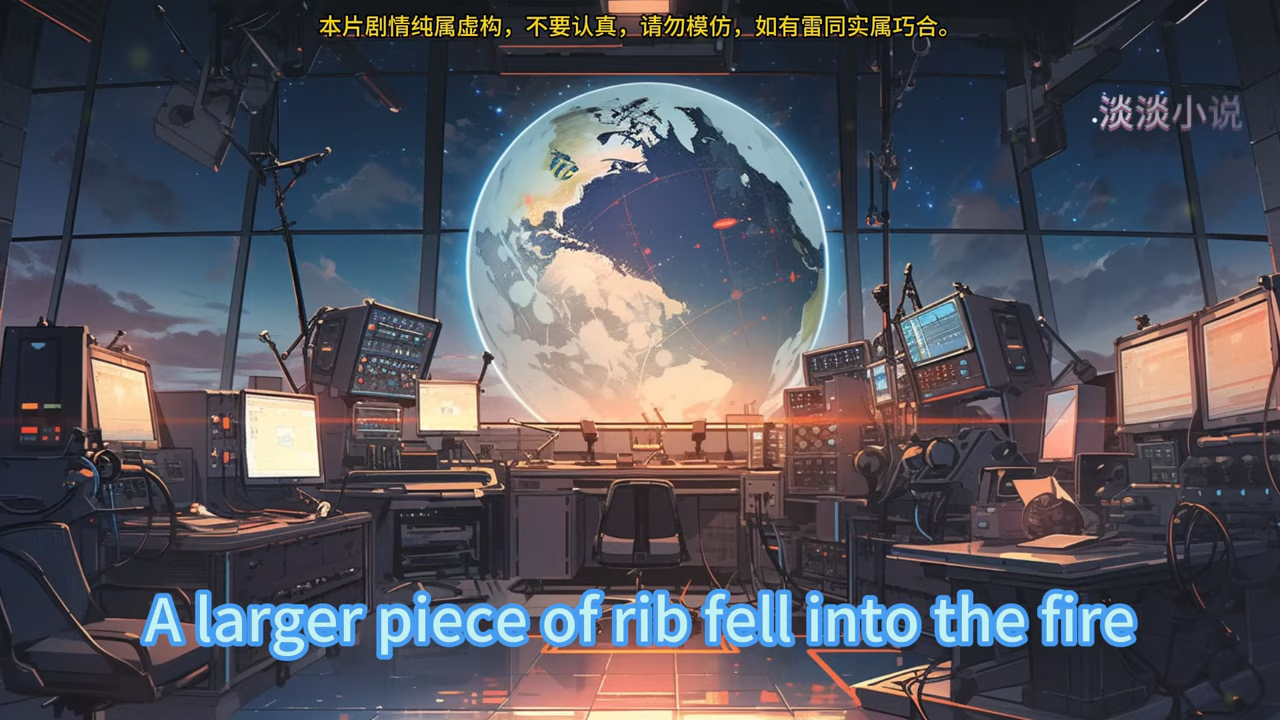 本片剧情纯属虚构，不要认真，请勿模仿，如有雷同实属巧合。
淡淡小说
A larger piece of rib fell into the fire